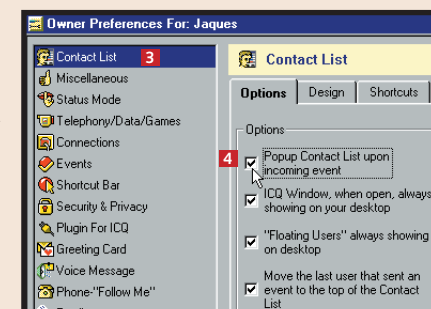 Owner Preferences For: Jaques
Contact List 3
Miscellaneous
Status Mode
Telephony/Data/Games
Connections
Events
Shortcut Bar
Security & Privacy
Plugin For ICQ
Greeting Card
Voice Message
Phone-"Follow Me"
Contact List
Options Design Shortcuts
Options
4 Popup Contact List upon
incoming event
ICQ Window, when open, always
showing on your desktop
"Floating Users" always showing
on desktop
Move the last user that sent an
event to the top of the Contact
List